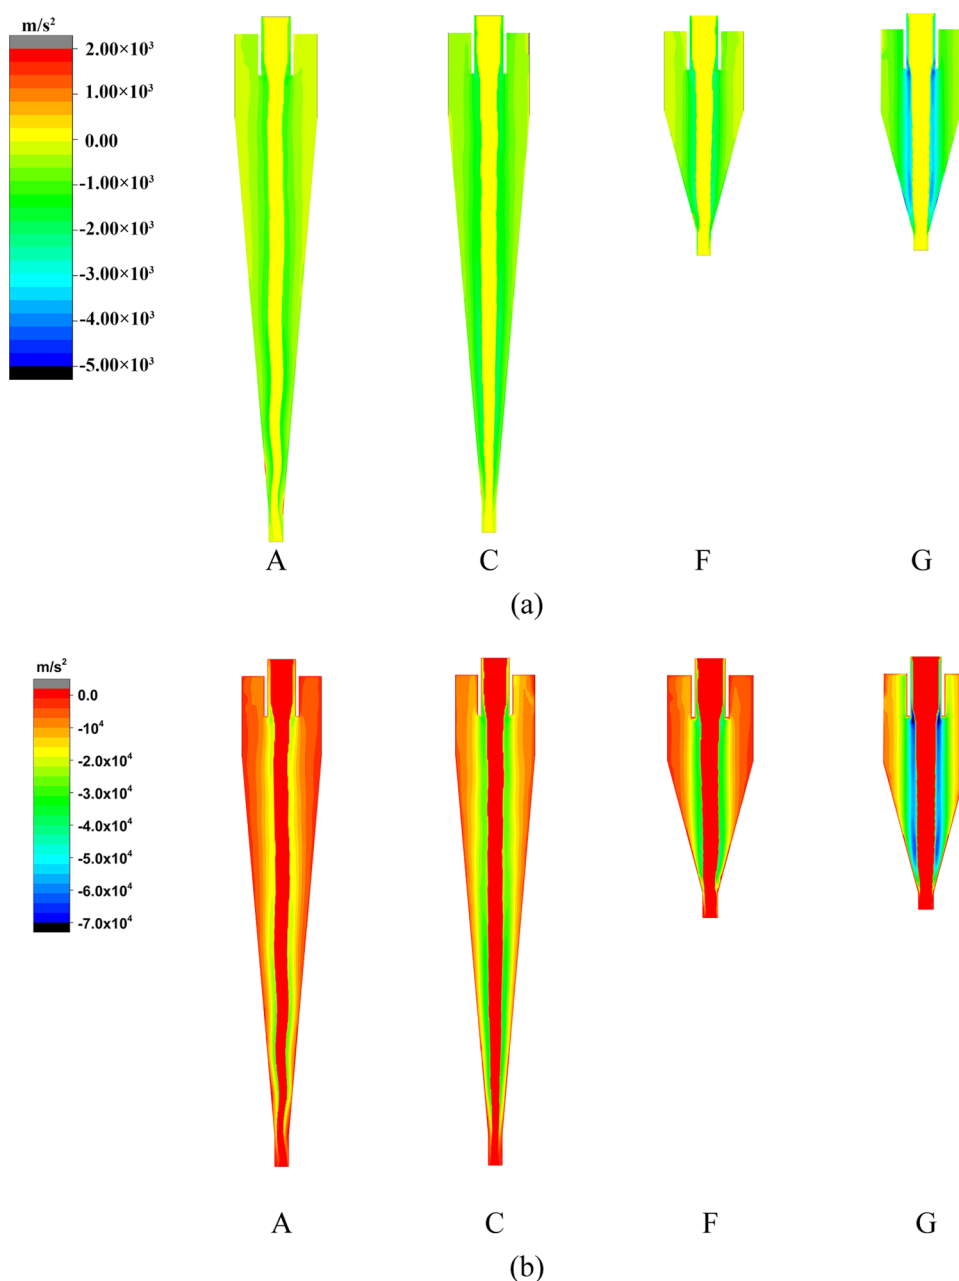 m/s²
2.00×10³
1.00×10³
0.00
-1.00×10³
-2.00×10³
-3.00×10³
-4.00×10³
-5.00×10³
A C F G
(a)
m/s²
0.0
-10⁴
-2.0x10⁴
-3.0x10⁴
-4.0x10⁴
-5.0x10⁴
-6.0x10⁴
-7.0x10⁴
A C F G
(b)